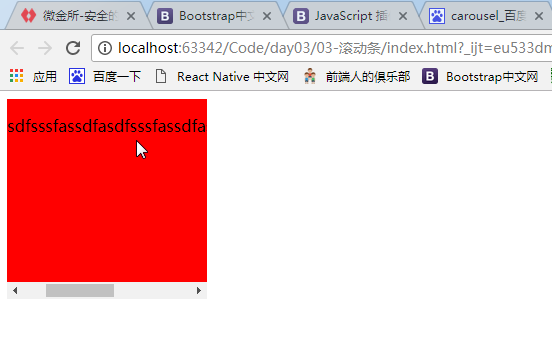 微金所-安全的
Bootstrap中文
JavaScript 插
carousel_百度
localhost:63342/Code/day03/03-滚动条/index.html?_ijt=eu533dm
应用
百度一下
React Native 中文网
前端人的俱乐部
Bootstrap中文网
sdfsssfassdfasdfsssfassdfa